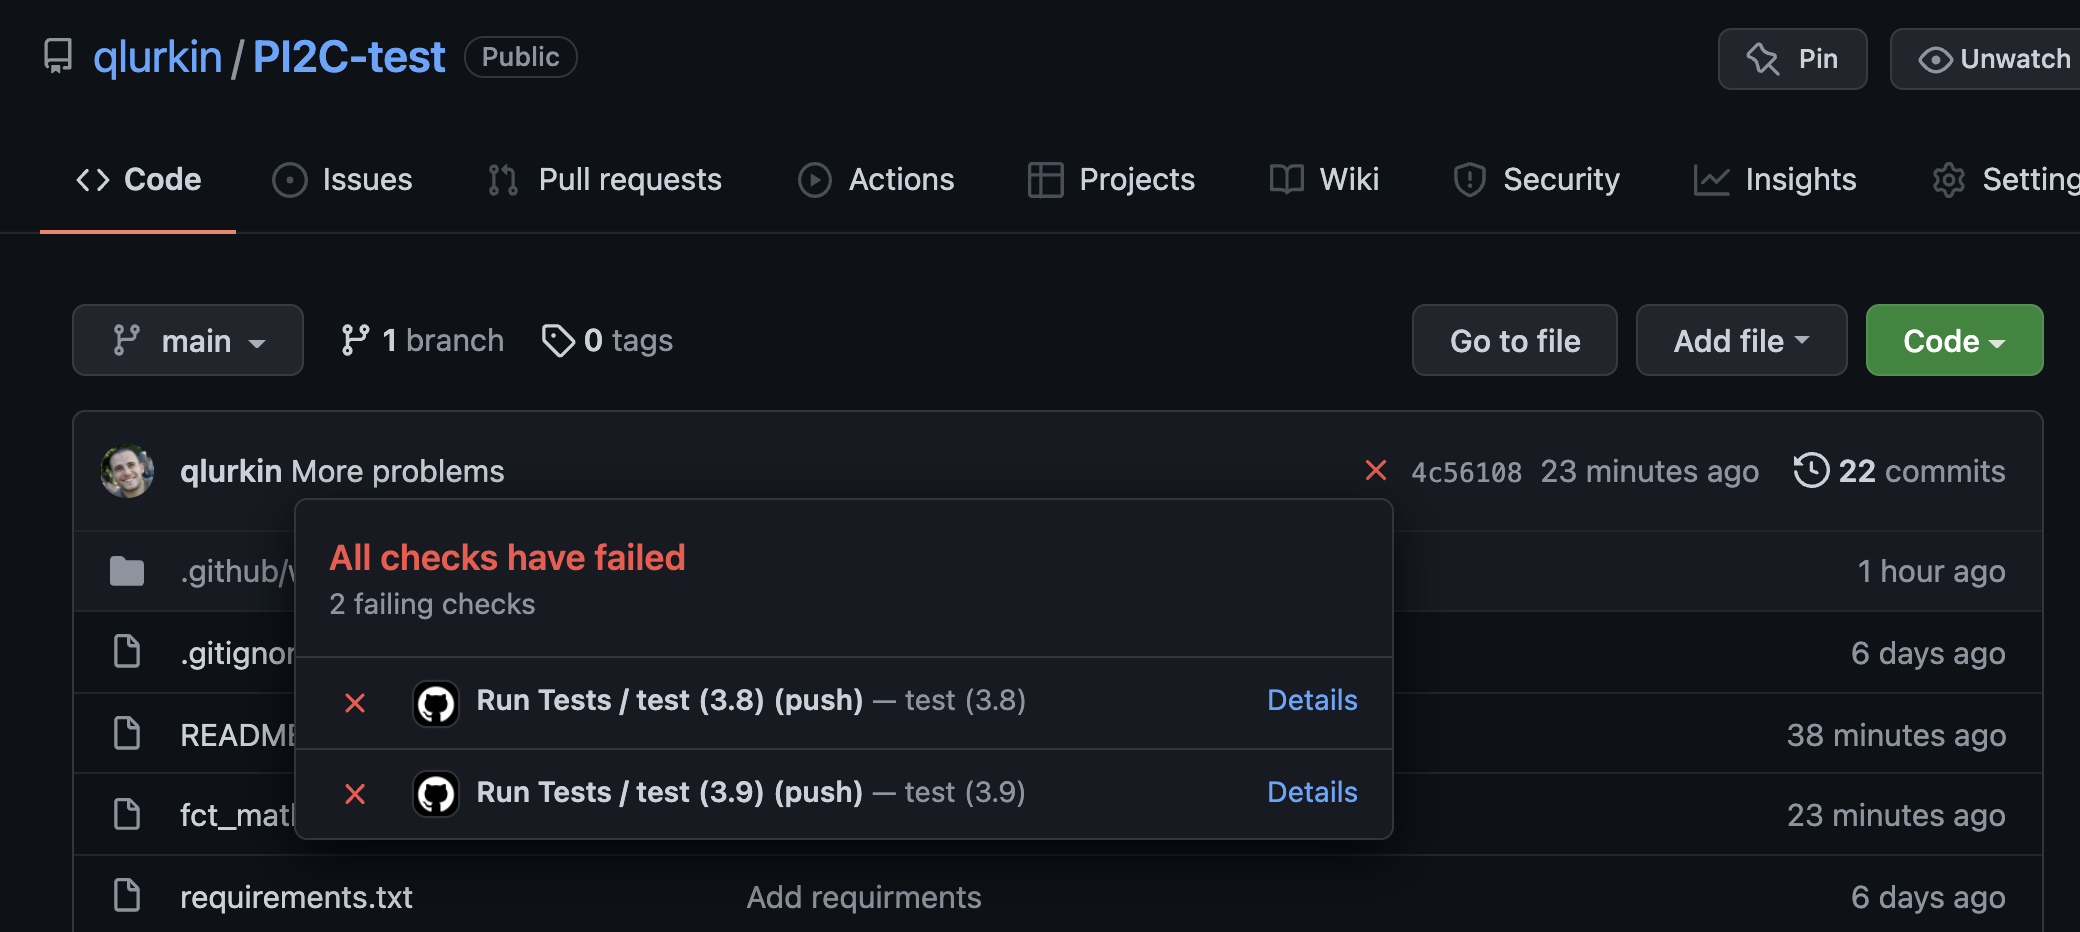 qlurkin / PI2C-test Public Pin Unwatch
Code Issues Pull requests Actions Projects Wiki Security Insights Setting
main 1 branch 0 tags Go to file Add file Code
qlurkin More problems 4c56108 23 minutes ago 22 commits
All checks have failed
.github/ 1 hour ago
2 failing checks
.gitignor 6 days ago
Run Tests / test (3.8) (push) — test (3.8) Details
README 38 minutes ago
Run Tests / test (3.9) (push) — test (3.9) Details
fct_mat 23 minutes ago
requirements.txt Add requirments 6 days ago